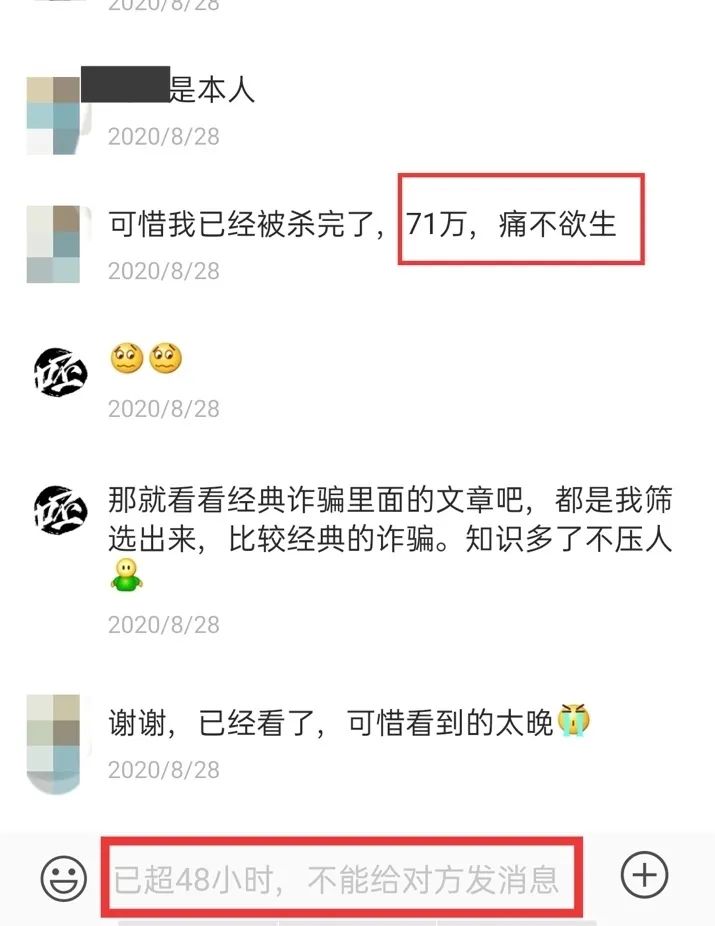 2020/8/28
是本人
2020/8/28
可惜我已经被杀完了，71万，痛不欲生
2020/8/28
2020/8/28
那就看看经典诈骗里面的文章吧，都是我筛
选出来，比较经典的诈骗。知识多了不压人
2020/8/28
谢谢，已经看了，可惜看到的太晚
2020/8/28
已超48小时，不能给对方发消息